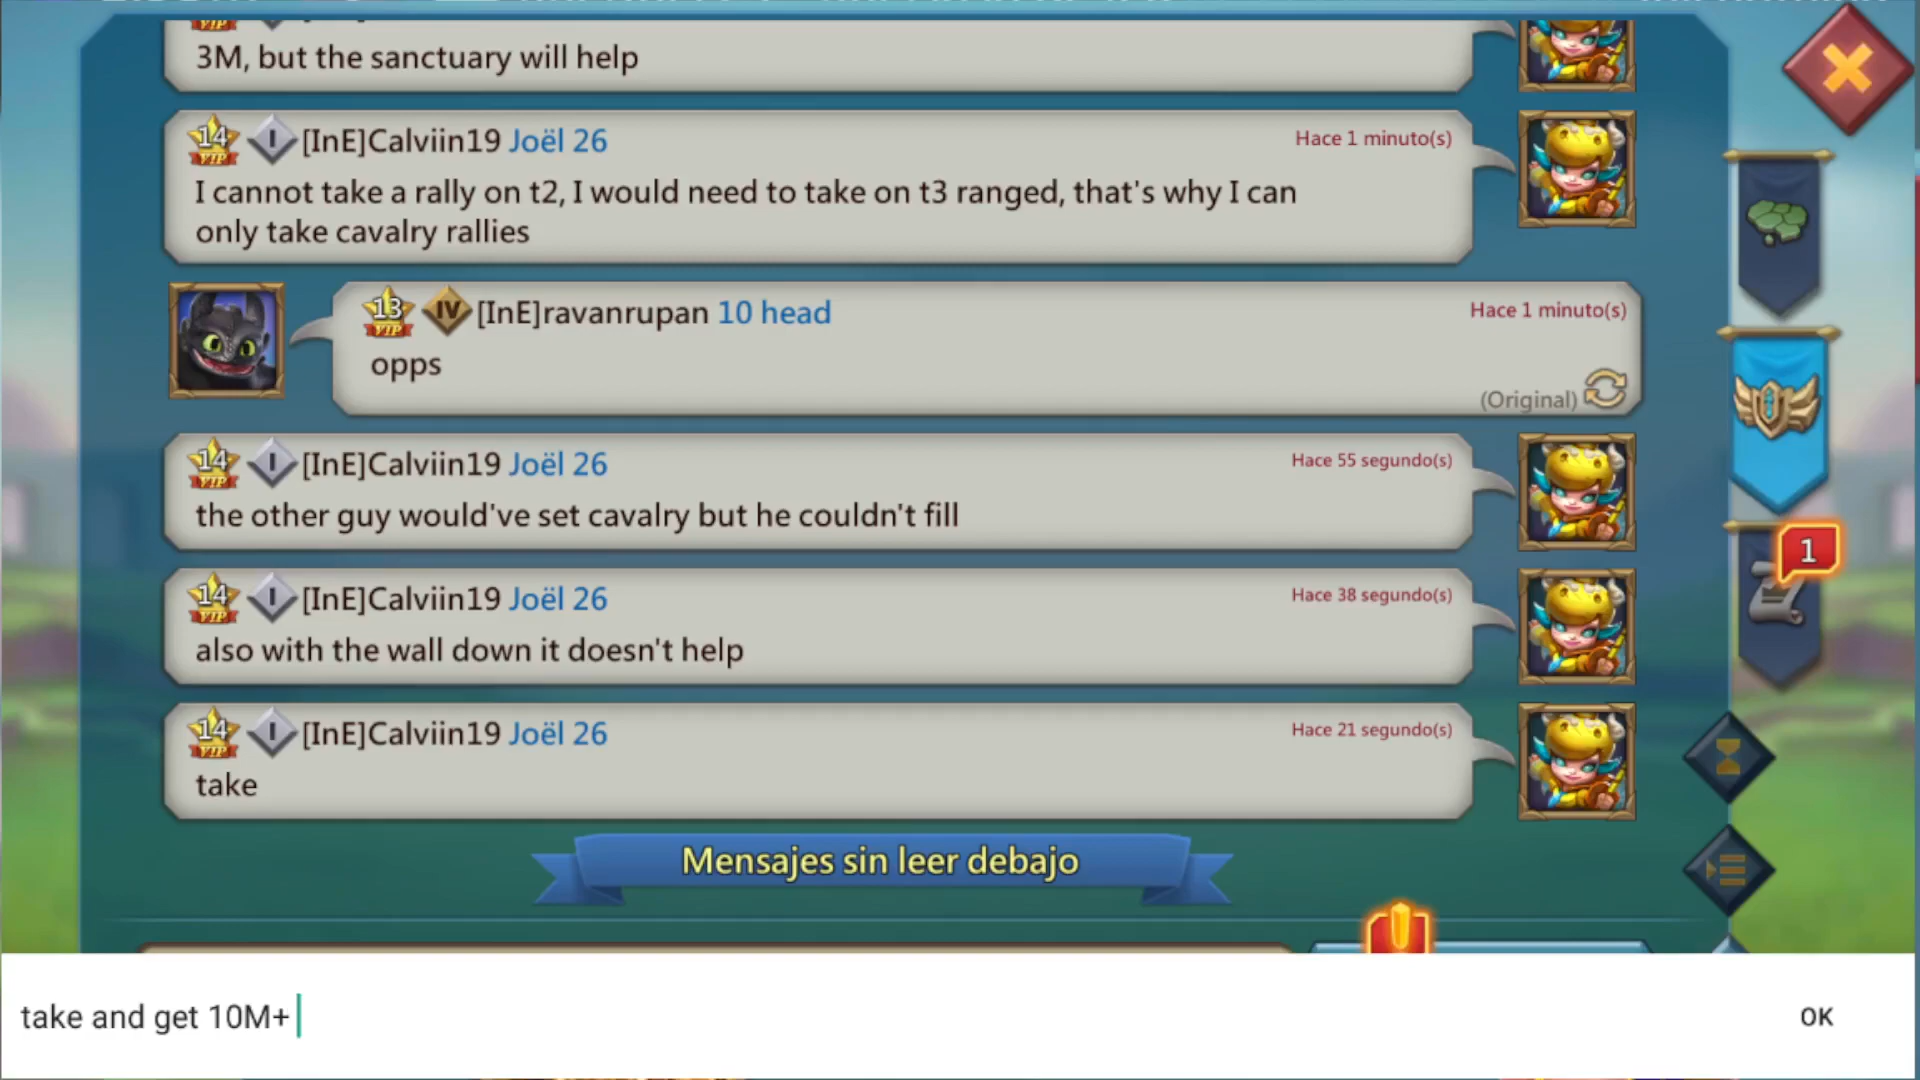 3M, but the sanctuary will help
14 VIP I [InE]Calviin19 Joël 26 Hace 1 minuto(s)
I cannot take a rally on t2, I would need to take on t3 ranged, that's why I can
only take cavalry rallies
13 VIP IV [InE]ravanrupan 10 head Hace 1 minuto(s)
opps
(Original)
14 VIP I [InE]Calviin19 Joël 26 Hace 55 segundo(s)
the other guy would've set cavalry but he couldn't fill
1
14 VIP I [InE]Calviin19 Joël 26 Hace 38 segundo(s)
also with the wall down it doesn't help
14 VIP I [InE]Calviin19 Joël 26 Hace 21 segundo(s)
take
Mensajes sin leer debajo
take and get 10M+ OK